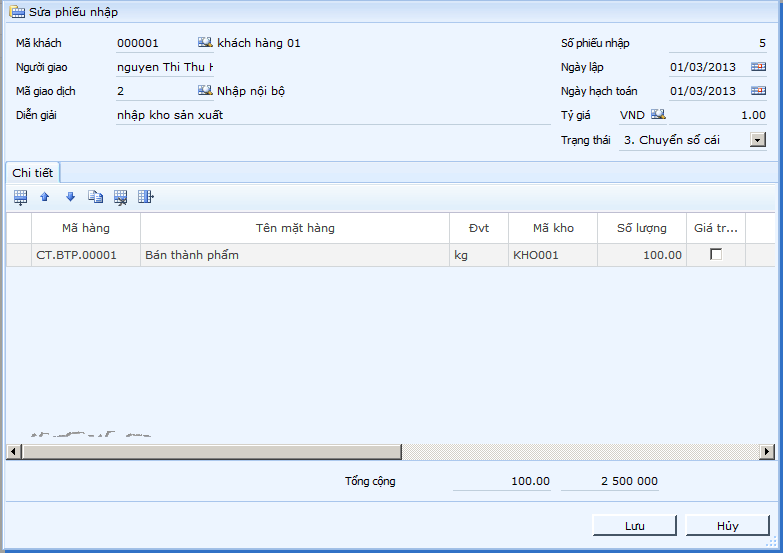 Sửa phiếu nhập
Mã khách 000001 khách hàng 01 Số phiếu nhập 5
Người giao nguyen Thi Thu Ngày lập 01/03/2013
Mã giao dịch 2 Nhập nội bộ Ngày hạch toán 01/03/2013
Diễn giải nhập kho sản xuất Tỷ giá VND 1.00
Trạng thái 3. Chuyển sổ cái
Chi tiết
Mã hàng Tên mặt hàng Đvt Mã kho Số lượng Giá tr...
CT.BTP.00001 Bán thành phẩm kg KHO001 100.00
Tổng cộng 100.00 2 500 000
Lưu Hủy